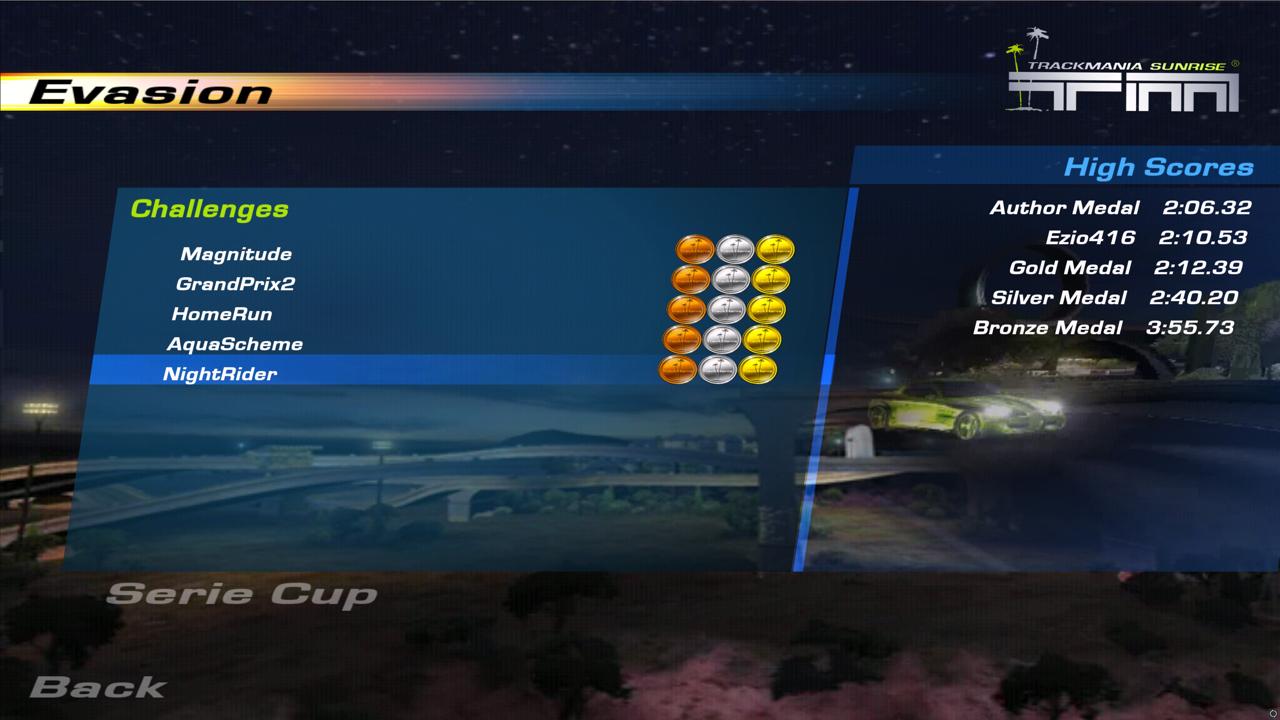 TRACKMANIA SUNRISE ®
TM
Evasion
High Scores
Challenges
Magnitude
GrandPrix2
HomeRun
AquaScheme
NightRider
Author Medal 2:06.32
Ezio416 2:10.53
Gold Medal 2:12.39
Silver Medal 2:40.20
Bronze Medal 3:55.73
Serie Cup
Back